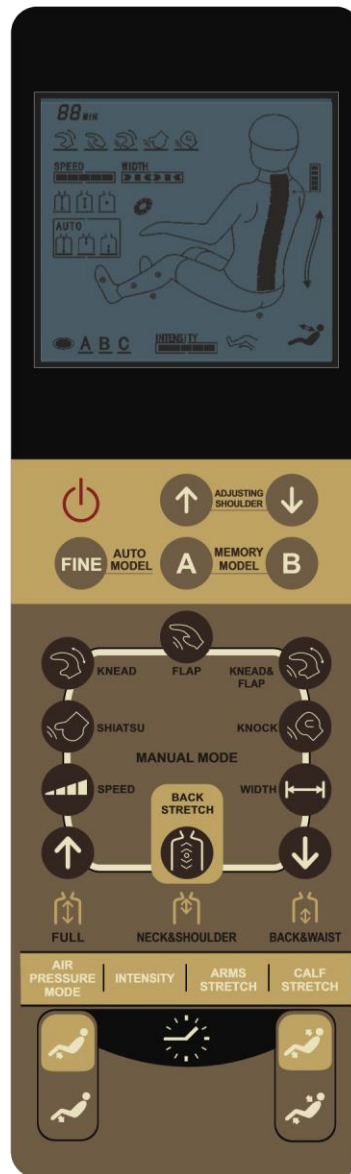 88 MIN
SPEED
WIDTH
AUTO
A B C
INTENSITY
ADJUSTING
SHOULDER
FINE
AUTO
MODEL
A
MEMORY
MODEL
B
KNEAD
FLAP
KNEAD&
FLAP
SHIATSU
KNOCK
MANUAL MODE
SPEED
BACK
STRETCH
WIDTH
FULL
NECK&SHOULDER
BACK&WAIST
AIR
PRESSURE
MODE
INTENSITY
ARMS
STRETCH
CALF
STRETCH